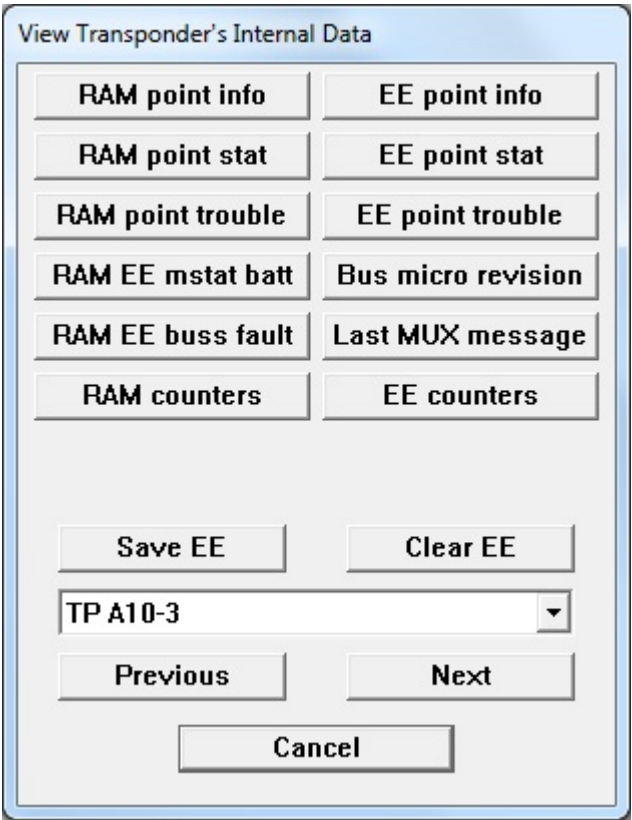 View Transponder's Internal Data
RAM point info EE point info
RAM point stat EE point stat
RAM point trouble EE point trouble
RAM EE mstat batt Bus micro revision
RAM EE buss fault Last MUX message
RAM counters EE counters
Save EE Clear EE
TP A10-3
Previous Next
Cancel